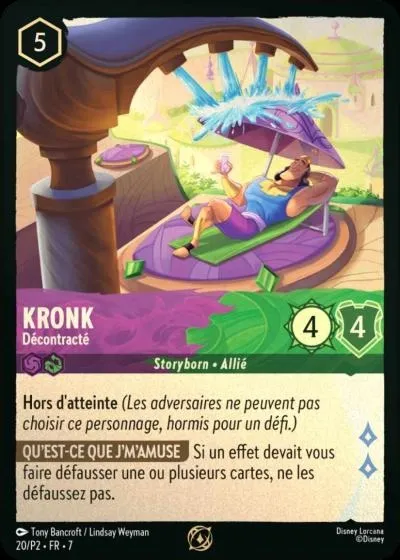 5
KRONK
Décontracté
4
4
Storyborn • Allié
Hors d'atteinte (Les adversaires ne peuvent pas
choisir ce personnage, hormis pour un défi.)
QU'EST-CE QUE J'M'AMUSE Si un effet devait vous
faire défausser une ou plusieurs cartes, ne les
défaussez pas.
Tony Bancroft / Lindsay Weyman
Disney Lorcana
20/P2 • FR • 7
©Disney